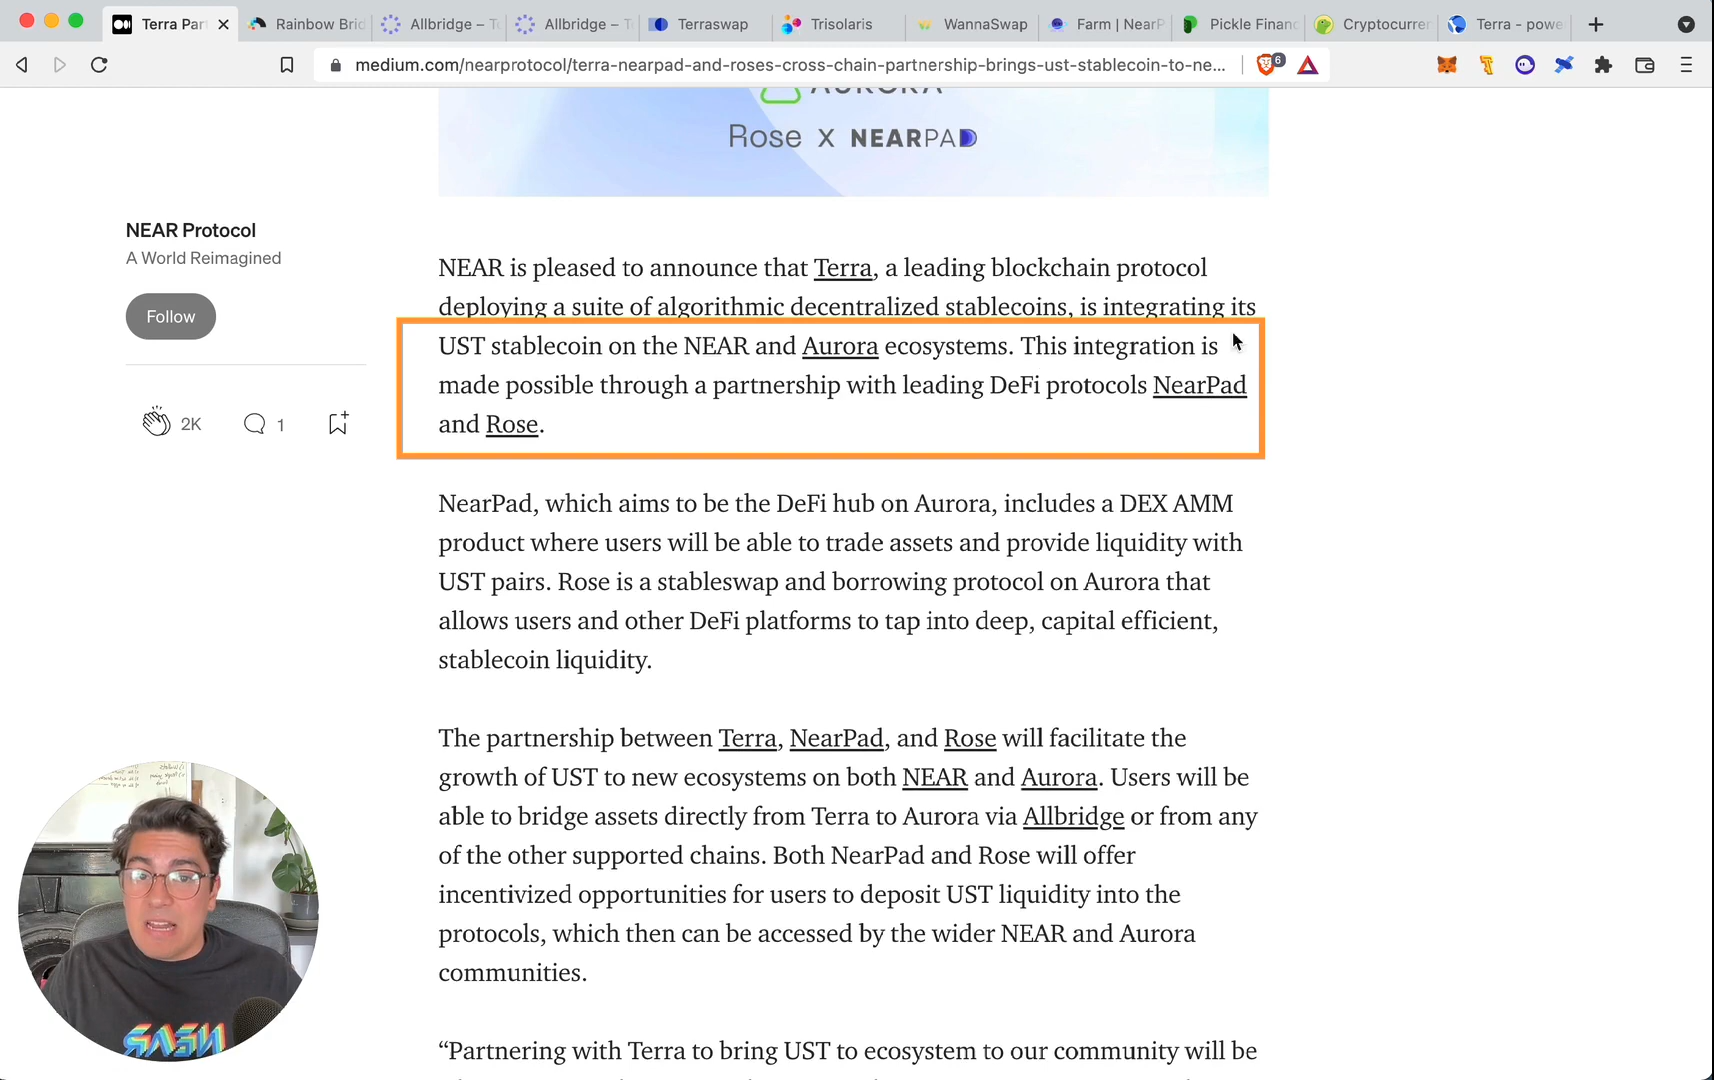 Terra Par
Rainbow Brid
Allbridge – To
Allbridge – To
Terraswap
Trisolaris
WannaSwap
Farm | NearP
Pickle Financ
Cryptocurrer
Terra - powe
medium.com/nearprotocol/terra-nearpad-and-roses-cross-chain-partnership-brings-ust-stablecoin-to-ne...
6
AURORA
Rose X NEARPAD
NEAR Protocol
A World Reimagined
Follow
2K
1
NEAR is pleased to announce that Terra, a leading blockchain protocol
deploying a suite of algorithmic decentralized stablecoins, is integrating its
UST stablecoin on the NEAR and Aurora ecosystems. This integration is
made possible through a partnership with leading DeFi protocols NearPad
and Rose.
NearPad, which aims to be the DeFi hub on Aurora, includes a DEX AMM
product where users will be able to trade assets and provide liquidity with
UST pairs. Rose is a stableswap and borrowing protocol on Aurora that
allows users and other DeFi platforms to tap into deep, capital efficient,
stablecoin liquidity.
The partnership between Terra, NearPad, and Rose will facilitate the
growth of UST to new ecosystems on both NEAR and Aurora. Users will be
able to bridge assets directly from Terra to Aurora via Allbridge or from any
of the other supported chains. Both NearPad and Rose will offer
incentivized opportunities for users to deposit UST liquidity into the
protocols, which then can be accessed by the wider NEAR and Aurora
communities.
“Partnering with Terra to bring UST to ecosystem to our community will be
NEAR